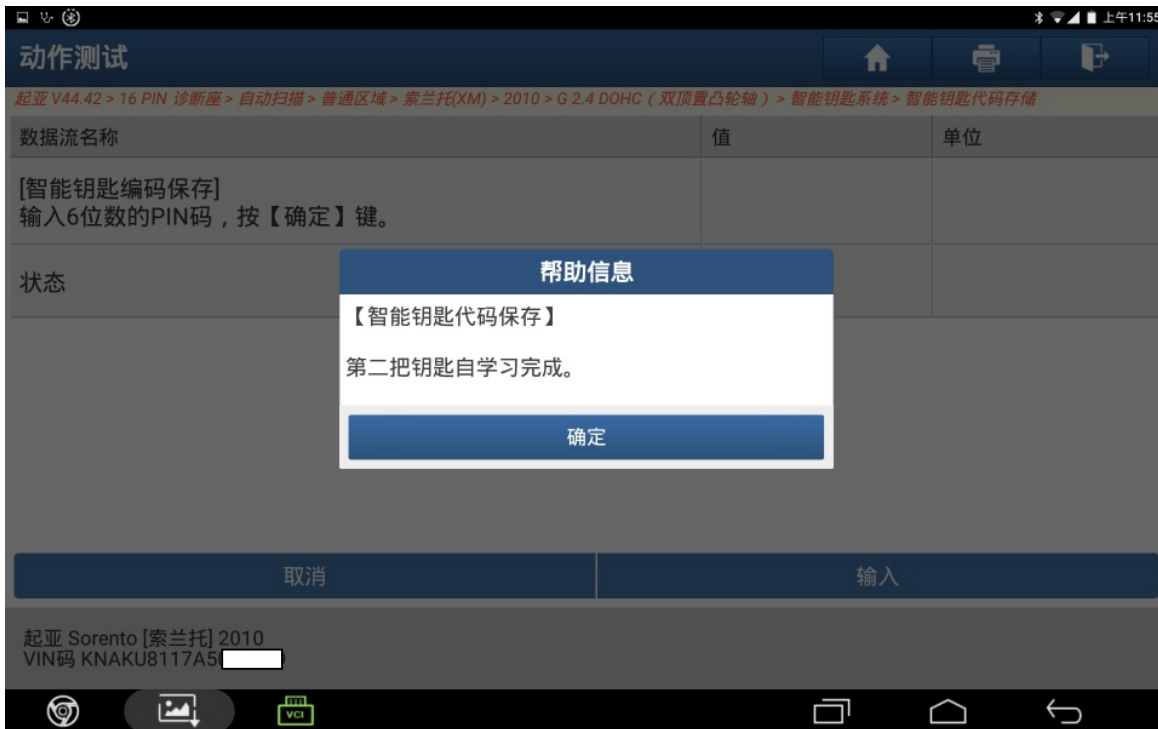 上午11:55
动作测试
起亚 V44.42 > 16 PIN 诊断座 > 自动扫描 > 普通区域 > 索兰托(XM) > 2010 > G 2.4 DOHC（双顶置凸轮轴）> 智能钥匙系统 > 智能钥匙代码存储
数据流名称 值 单位
[智能钥匙编码保存]
输入6位数的PIN码，按【确定】键。
状态
帮助信息
【智能钥匙代码保存】
第二把钥匙自学习完成。
确定
取消 输入
起亚 Sorento [索兰托] 2010
VIN码 KNAKU8117A5
VCI